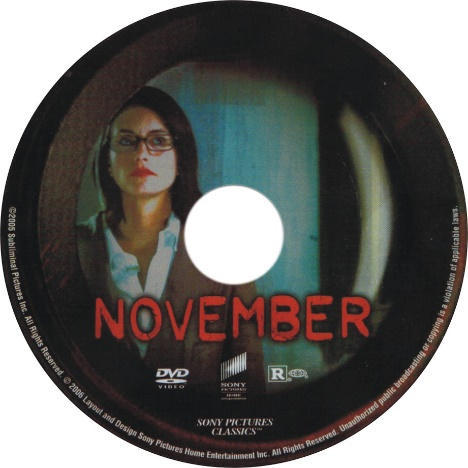 NOVEMBER
DVD
VIDEO
SONY
PICTURES
R
SONY PICTURES
CLASSICS™
©2005 Subliminal Pictures Inc. All Rights Reserved.
©2006 Layout and Design Sony Pictures Home Entertainment Inc. All Rights Reserved. Unauthorized public broadcasting or copying is a violation of applicable laws.